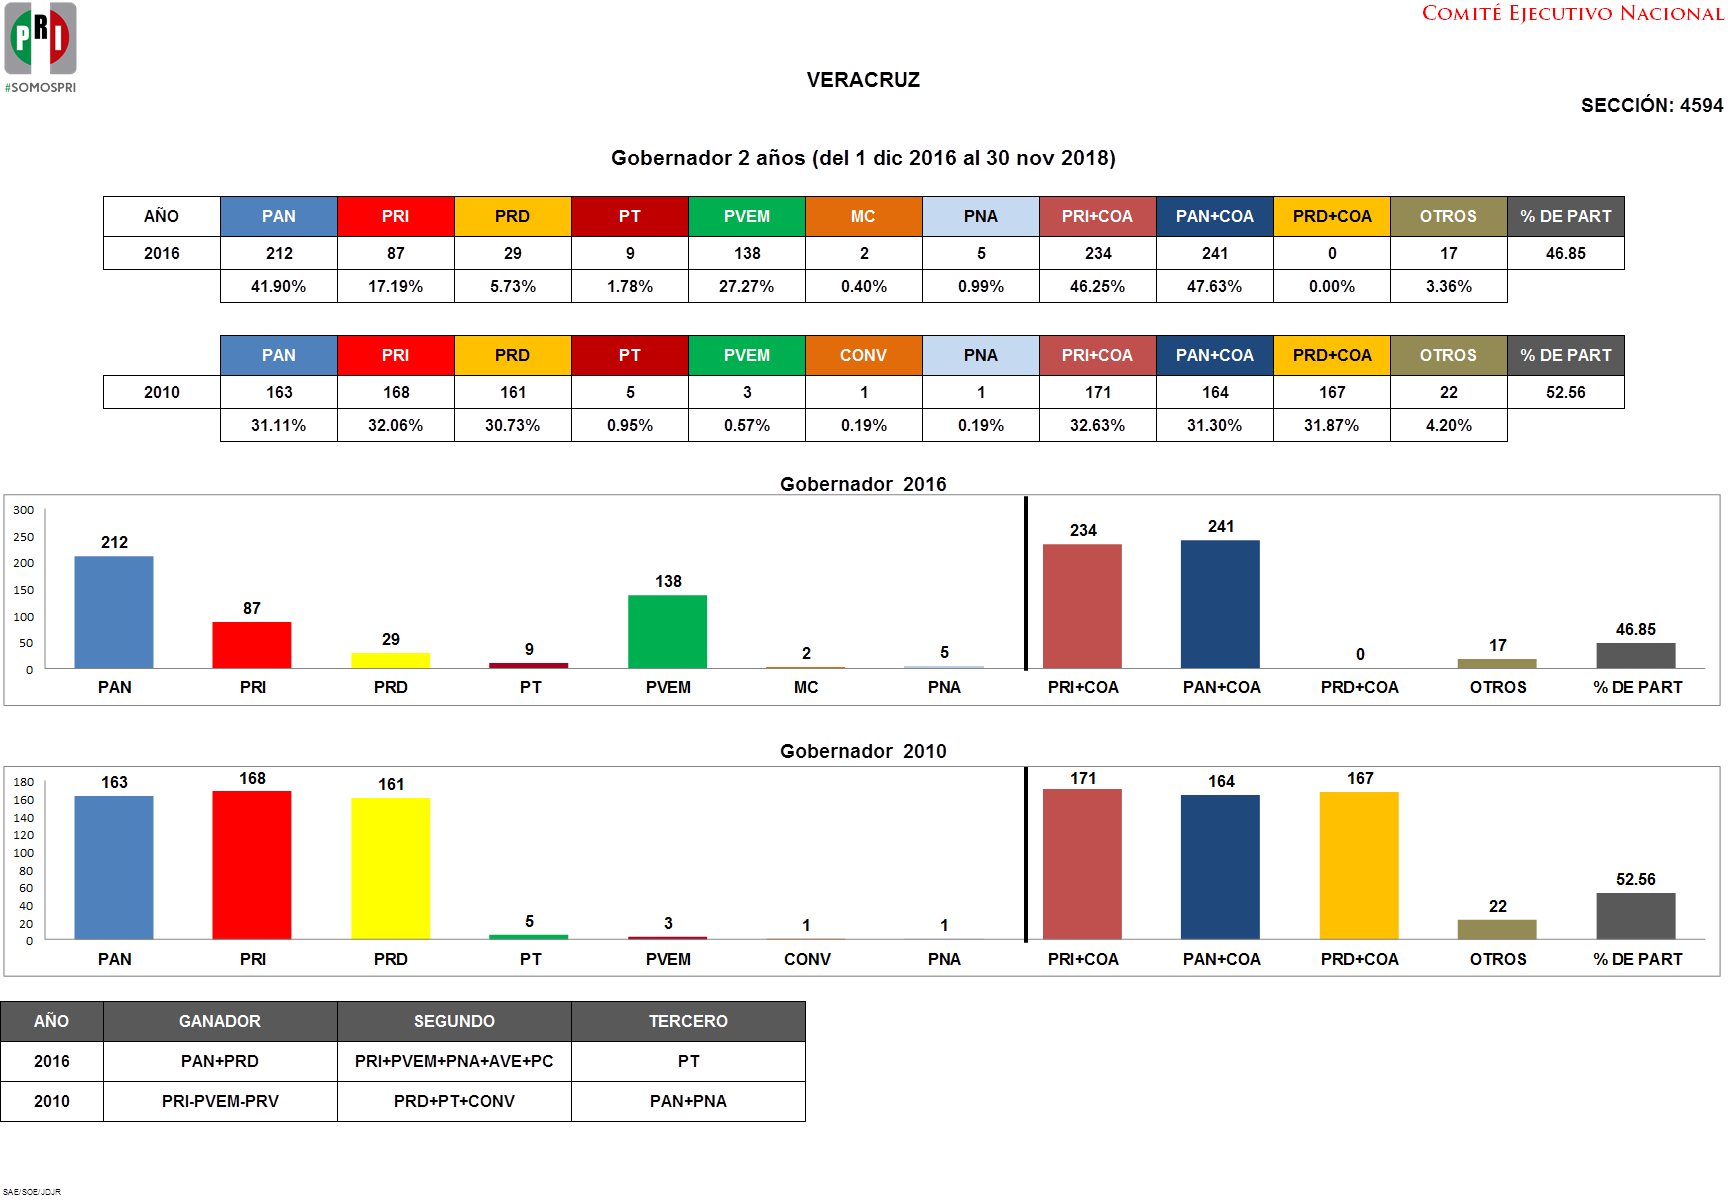 PRI
#SOMOSPRI
COMITÉ EJECUTIVO NACIONAL
VERACRUZ
SECCIÓN: 4594
Gobernador 2 años (del 1 dic 2016 al 30 nov 2018)
AÑO PAN PRI PRD PT PVEM MC PNA PRI+COA PAN+COA PRD+COA OTROS % DE PART
2016 212 87 29 9 138 2 5 234 241 0 17 46.85
41.90% 17.19% 5.73% 1.78% 27.27% 0.40% 0.99% 46.25% 47.63% 0.00% 3.36%
PAN PRI PRD PT PVEM CONV PNA PRI+COA PAN+COA PRD+COA OTROS % DE PART
2010 163 168 161 5 3 1 1 171 164 167 22 52.56
31.11% 32.06% 30.73% 0.95% 0.57% 0.19% 0.19% 32.63% 31.30% 31.87% 4.20%
Gobernador 2016
300
250
200
150
100
50
0
212 87 29 9 138 2 5 234 241 0 17 46.85
PAN PRI PRD PT PVEM MC PNA PRI+COA PAN+COA PRD+COA OTROS % DE PART
Gobernador 2010
180
160
140
120
100
80
60
40
20
0
163 168 161 5 3 1 1 171 164 167 22 52.56
PAN PRI PRD PT PVEM CONV PNA PRI+COA PAN+COA PRD+COA OTROS % DE PART
AÑO GANADOR SEGUNDO TERCERO
2016 PAN+PRD PRI+PVEM+PNA+AVE+PC PT
2010 PRI-PVEM-PRV PRD+PT+CONV PAN+PNA
SAE/SOE/JDJR